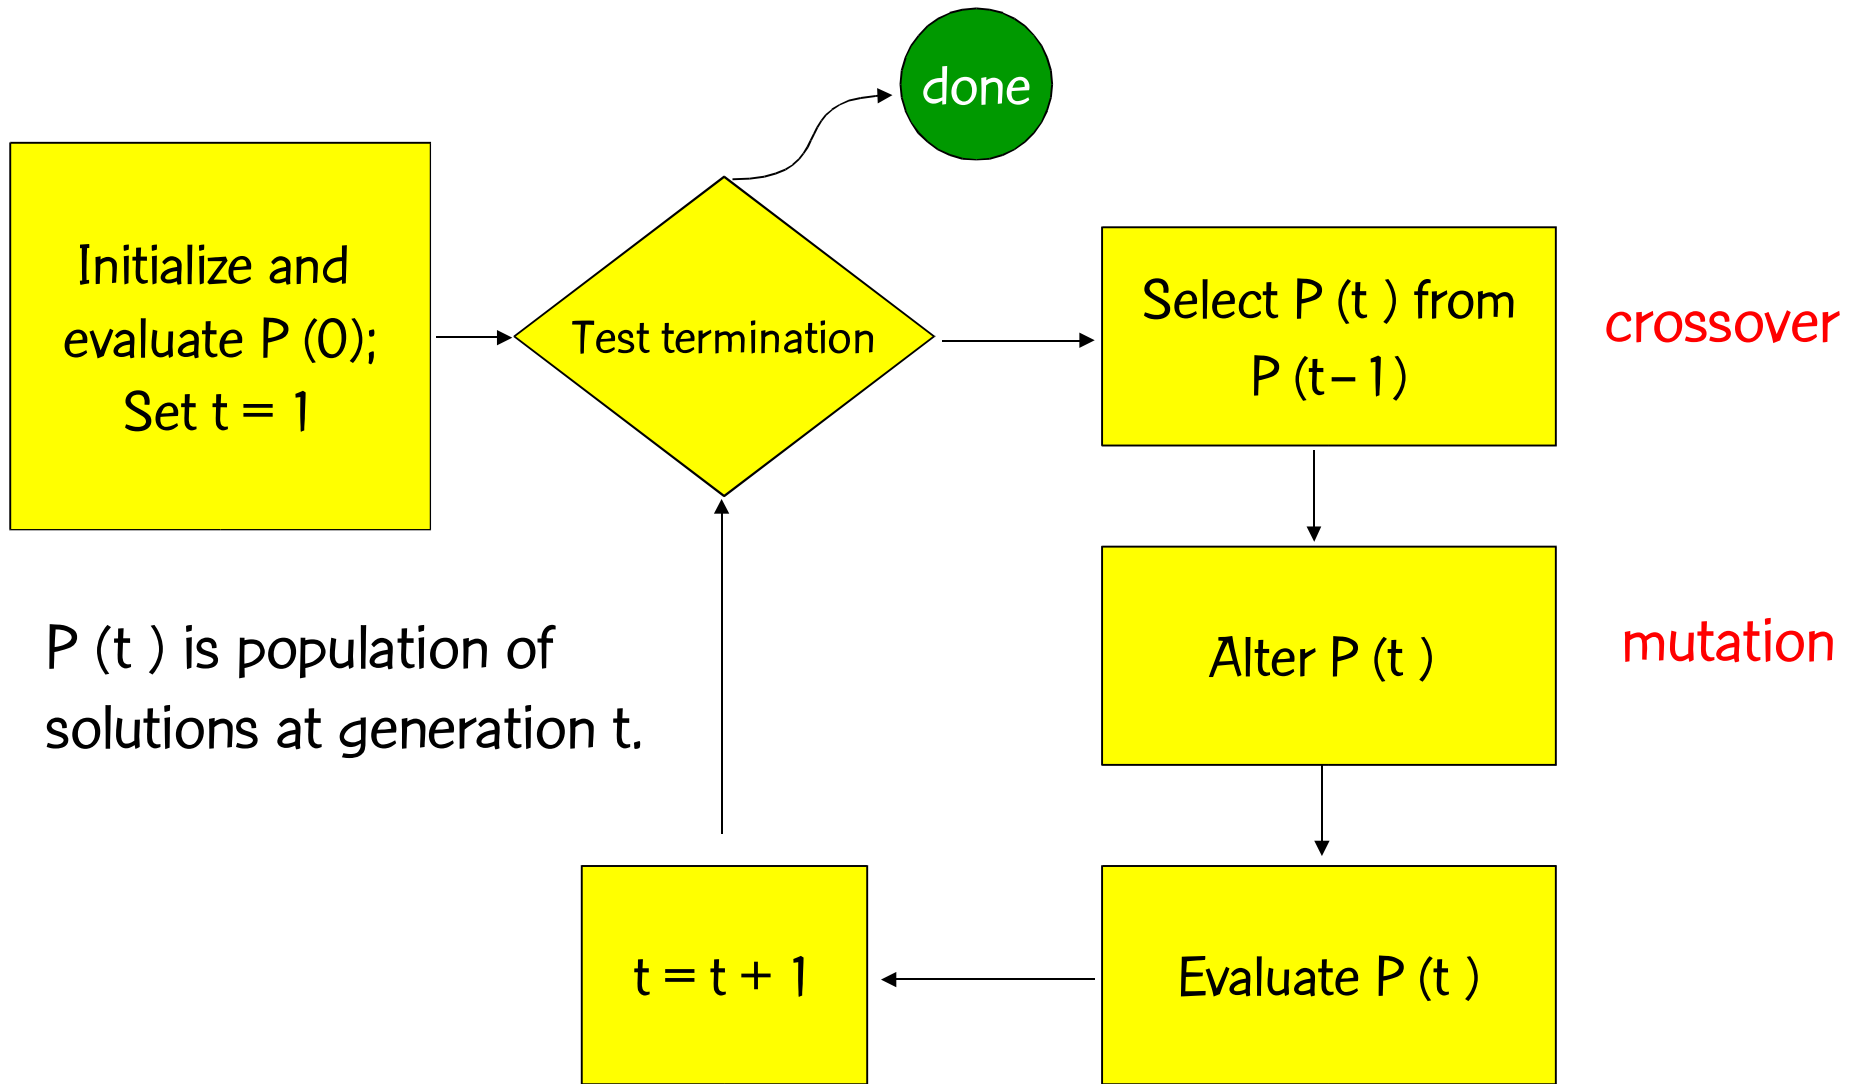 done
Initialize and
evaluate P (0);
Set t = 1
Test termination
Select P (t ) from
P (t – 1)
crossover
Alter P (t )
mutation
P (t ) is population of
solutions at generation t.
t = t + 1
Evaluate P (t )